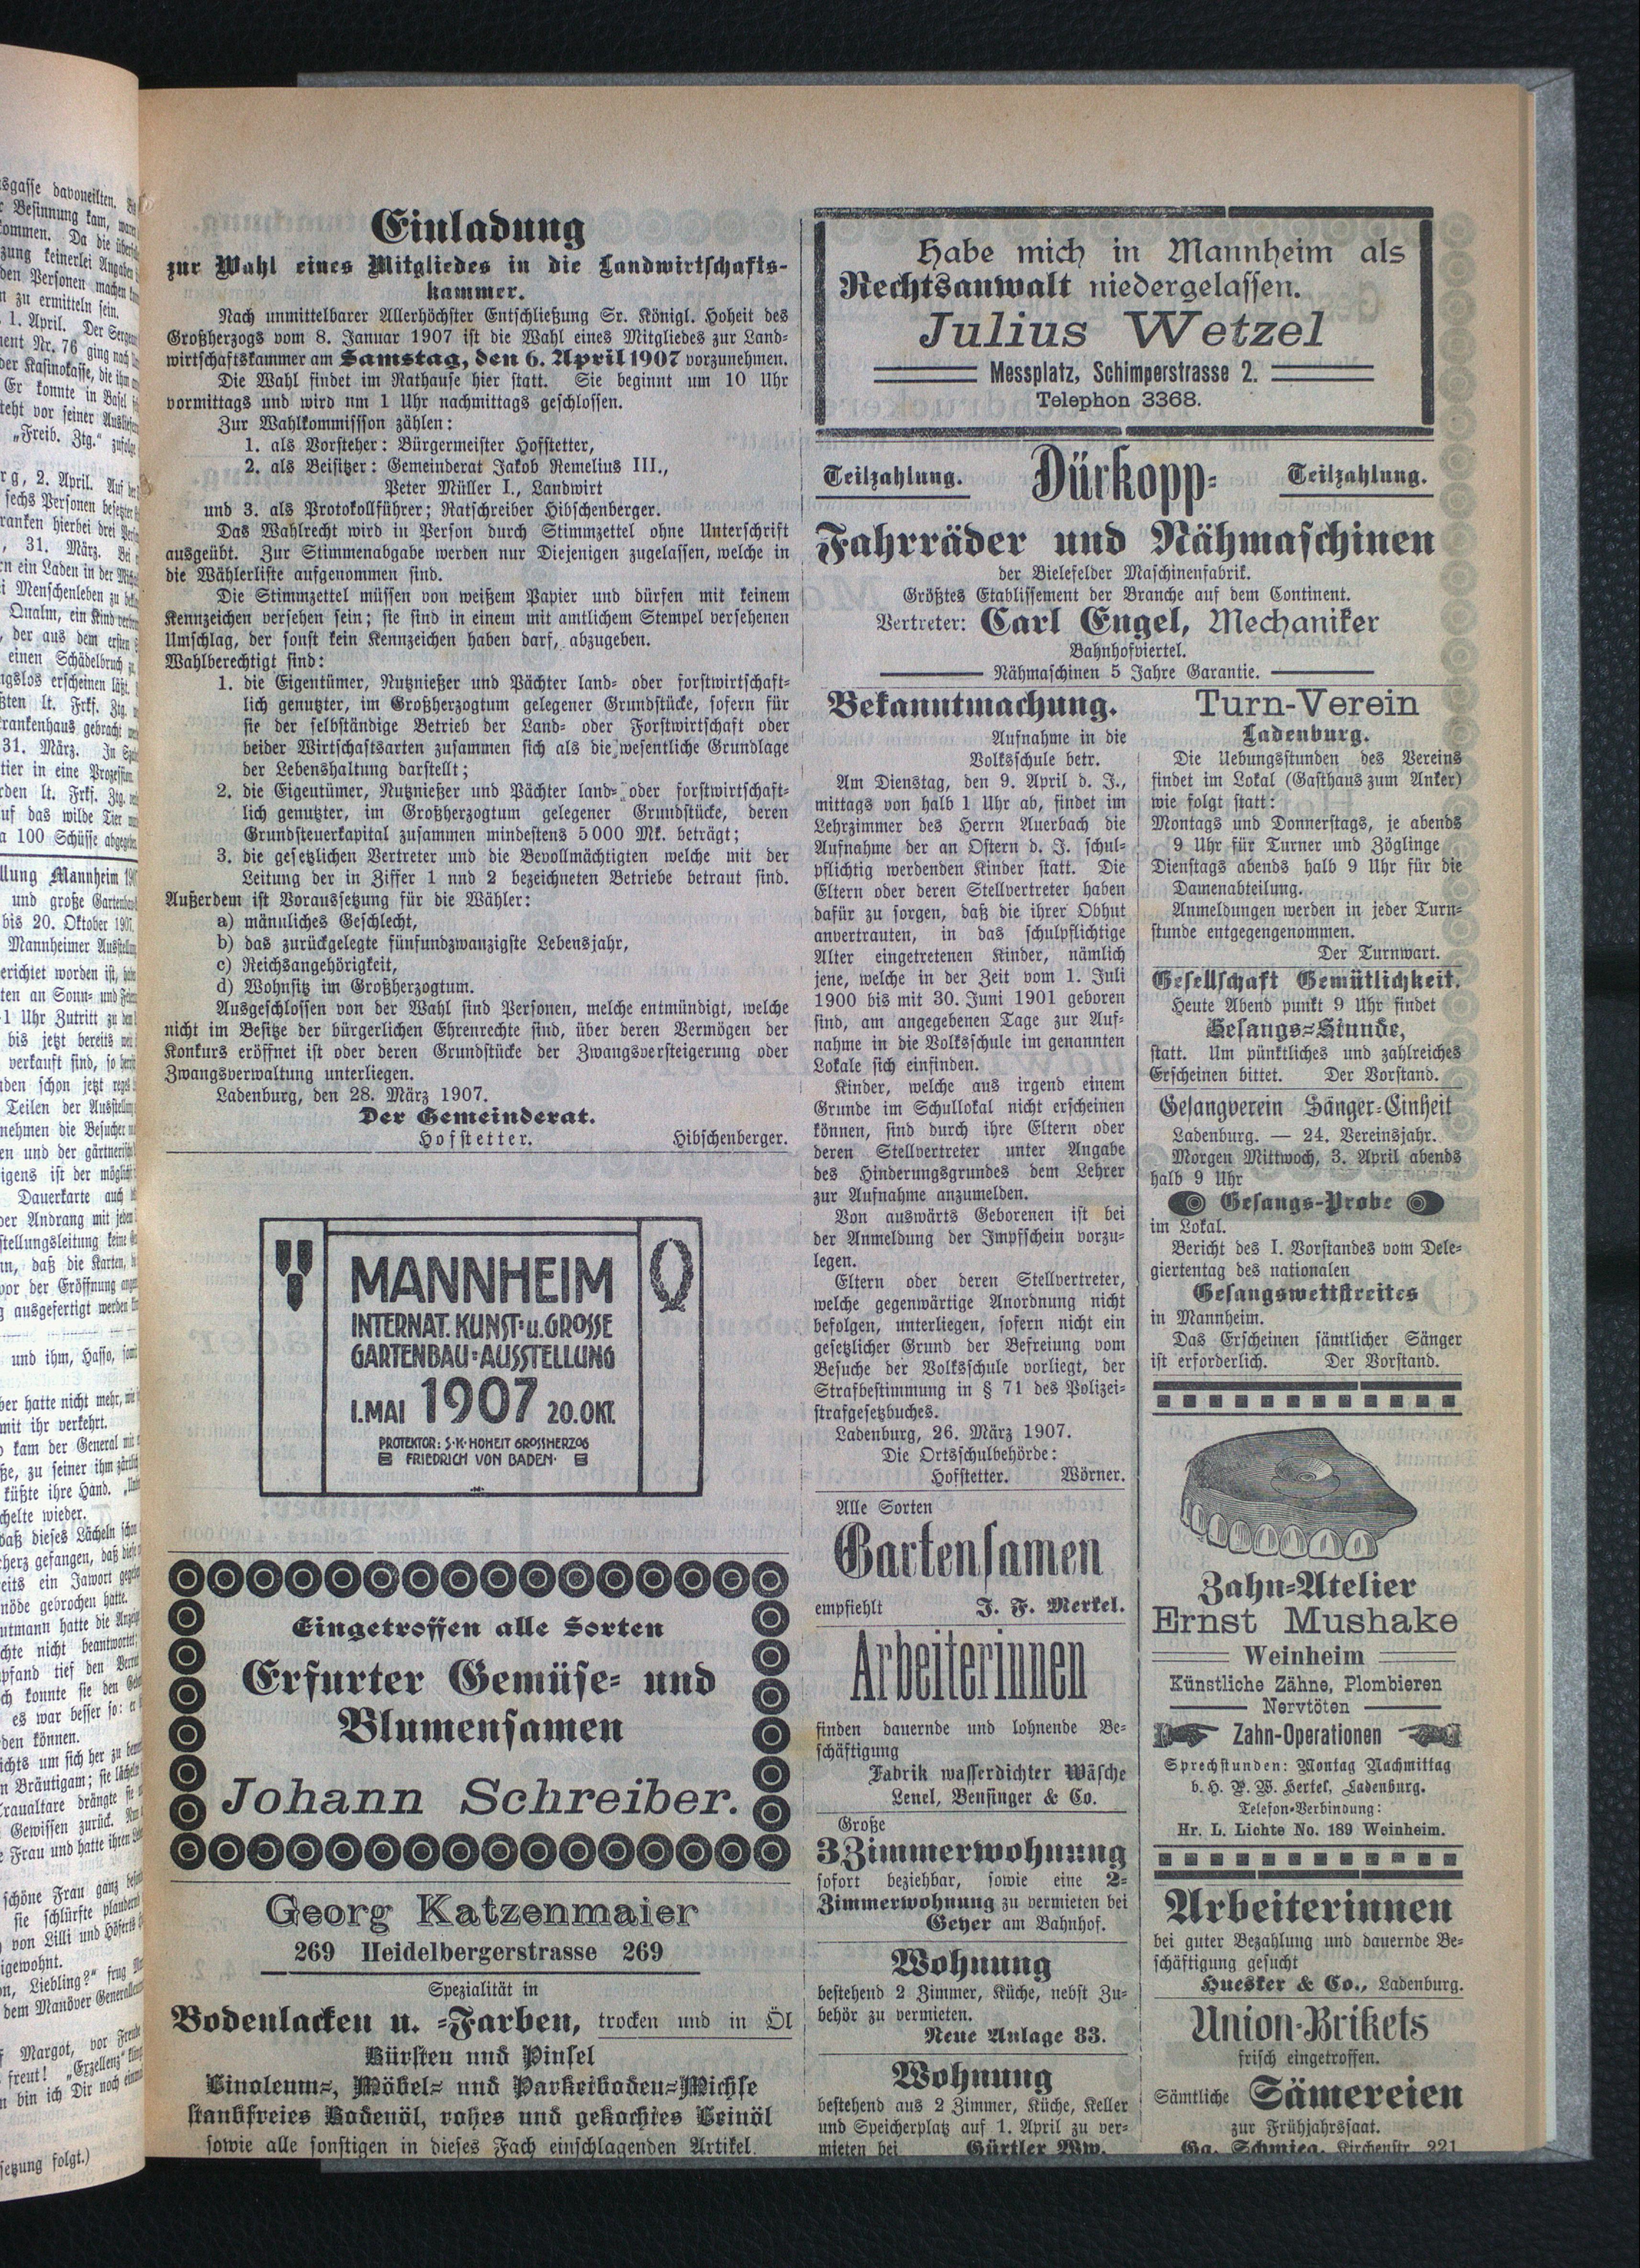 Einladung
zur Wahl eines Mitgliedes in die Landwirtschafts-
kammer.
Nach unmittelbarer Allerhöchster Entschließung Sr. Königl. Hoheit des
Großherzogs vom 8. Januar 1907 ist die Wahl eines Mitgliedes zur Land-
wirtschaftskammer am Samstag, den 6. April 1907 vorzunehmen.
Die Wahl findet im Rathause hier statt. Sie beginnt um 10 Uhr
vormittags und wird nm 1 Uhr nachmittags geschlossen.
Zur Wahlkommissson zählen:
1. als Vorsteher: Bürgermeister Hofstetter,
2. als Beisitzer: Gemeinderat Jakob Remelius III.,
Peter Müller I., Landwirt
und 3. als Protokollführer; Ratschreiber Hibschenberger.
Das Wahlrecht wird in Person durch Stimmzettel ohne Unterschrift
ausgeübt. Zur Stimmenabgabe werden nur Diejenigen zugelassen, welche in
die Wählerliste aufgenommen sind.
Die Stimmzettel müssen von weißem Papier und dürfen mit keinem
Kennzeichen versehen sein; sie sind in einem mit amtlichem Stempel versehenen
Umschlag, der sonst kein Kennzeichen haben darf, abzugeben.
Wahlberechtigt sind:
1. die Eigentümer, Nutznießer und Pächter land- oder forstwirtschaft-
lich genutzter, im Großherzogtum gelegener Grundstücke, sofern für
sie der selbständige Betrieb der Land- oder Forstwirtschaft oder
beider Wirtschaftsarten zusammen sich als die wesentliche Grundlage
der Lebenshaltung darstellt;
2. die Eigentümer, Nutznießer und Pächter land- oder forstwirtschaft-
lich genutzter, im Großherzogtum gelegener Grundstücke, deren
Grundsteuerkapital zusammen mindestens 5 000 Mk. beträgt;
3. die gesetzlichen Vertreter und die Bevollmächtigten welche mit der
Leitung der in Ziffer 1 nnd 2 bezeichneten Betriebe betraut sind.
Außerdem ist Voraussetzung für die Wähler:
a) mänuliches Geschlecht,
b) das zurückgelegte fünfundzwanzigste Lebensjahr,
c) Reichsangehörigkeit,
d) Wohnsitz im Großherzogtum.
Ausgeschlossen von der Wahl sind Personen, melche entmündigt, welche
nicht im Besitze der bürgerlichen Ehrenrechte sind, über deren Vermögen der
Konkurs eröffnet ist oder deren Grundstücke der Zwangsversteigerung oder
Zwangsverwaltung unterliegen.
Ladenburg, den 28. März 1907.
Der Gemeinderat.
Hofstetter. Hibschenberger.
MANNHEIM
INTERNAT. KUNST- u. GROSSE
GARTENBAU-AUSSTELLUNG
1. MAI 1907 20. OKT.
PROTEKTOR: S. K. HOHEIT GROSSHERZOG
FRIEDRICH VON BADEN
Eingetroffen alle Sorten
Erfurter Gemüse- und
Blumensamen
Johann Schreiber.
Georg Katzenmaier
269 Heidelbergerstrasse 269
Spezialität in
Bodenlacken u. -Farben, trocken und in Öl
Bürsten und Pinsel
Linoleum-, Möbel- und Parketboden-Wichse
staubfreies Bodenöl, rohes und gekochtes Leinöl
sowie alle sonstigen in dieses Fach einschlagenden Artikel.
Habe mich in Mannheim als
Rechtsanwalt niedergelassen.
Julius Wetzel
Messplatz, Schimperstrasse 2.
Telephon 3368.
Teilzahlung. Dürkopp- Teilzahlung.
Fahrräder und Nähmaschinen
der Bielefelder Maschinenfabrik.
Größtes Etablissement der Branche auf dem Continent.
Vertreter: Carl Engel, Mechaniker
Bahnhofviertel.
Nähmaschinen 5 Jahre Garantie.
Bekanntmachung.
Aufnahme in die
Volksschule betr.
Am Dienstag, den 9. April d. J.,
mittags von halb 1 Uhr ab, findet im
Lehrzimmer des Herrn Auerbach die
Aufnahme der an Ostern d. J. schul-
pflichtig werdenden Kinder statt. Die
Eltern oder deren Stellvertreter haben
dafür zu sorgen, daß die ihrer Obhut
anvertrauten, in das schulpflichtige
Alter eingetretenen Kinder, nämlich
jene, welche in der Zeit vom 1. Juli
1900 bis mit 30. Juni 1901 geboren
sind, am angegebenen Tage zur Auf-
nahme in die Volksschule im genannten
Lokale sich einfinden.
Kinder, welche aus irgend einem
Grunde im Schullokal nicht erscheinen
können, sind durch ihre Eltern oder
deren Stellvertreter unter Angabe
des Hinderungsgrundes dem Lehrer
zur Aufnahme anzumelden.
Von auswärts Geborenen ist bei
der Anmeldung der Impfschein vorzu-
legen.
Eltern oder deren Stellvertreter,
welche gegenwärtige Anordnung nicht
befolgen, unterliegen, sofern nicht ein
gesetzlicher Grund der Befreiung vom
Besuche der Volksschule vorliegt, der
Strafbestimmung in § 71 des Polizei-
strafgesetzbuches.
Ladenburg, 26. März 1907.
Die Ortsschulbehörde:
Hofstetter. Wörner.
Alle Sorten
Gartensamen
empfiehlt J. F. Merkel.
Arbeiterinnen
finden dauernde und lohnende Be-
schäftigung
Fabrik wasserdichter Wäsche
Lenel, Bensinger & Co.
Große
3 Zimmerwohnung
sofort beziehbar, sowie eine 2-
Zimmerwohnung zu vermieten bei
Geyer am Bahnhof.
Wohnung
bestehend 2 Zimmer, Küche, nebst Zu-
behör zu vermieten.
Neue Anlage 83.
Wohnung
bestehend aus 2 Zimmer, Küche, Keller
und Speicherplatz auf 1. April zu ver-
mieten bei Gürtler Ww.
Turn-Verein
Ladenburg.
Die Uebungsstunden des Vereins
findet im Lokal (Gasthaus zum Anker)
wie folgt statt:
Montags und Donnerstags, je abends
9 Uhr für Turner und Zöglinge
Dienstags abends halb 9 Uhr für die
Damenabteilung.
Anmeldungen werden in jeder Turn-
stunde entgegengenommen.
Der Turnwart.
Gesellschaft Gemütlichkeit.
Heute Abend punkt 9 Uhr findet
Gesangs-Stunde,
statt. Um pünktliches und zahlreiches
Erscheinen bittet. Der Vorstand.
Gesangverein Sänger-Einheit
Ladenburg. — 24. Vereinsjahr.
Morgen Mittwoch, 3. April abends
halb 9 Uhr
Gesangs-Probe
im Lokal.
Bericht des I. Vorstandes vom Dele-
giertentag des nationalen
Gesangswettstreites
in Mannheim.
Das Erscheinen sämtlicher Sänger
ist erforderlich. Der Vorstand.
Zahn-Atelier
Ernst Mushake
Weinheim
Künstliche Zähne, Plombieren
Nervtöten
Zahn-Operationen
Sprechstunden: Montag Nachmittag
b. H. P. W. Hertel, Ladenburg.
Telefon-Verbindung:
Hr. L. Lichte No. 189 Weinheim.
Arbeiterinnen
bei guter Bezahlung und dauernde Be-
schäftigung gesucht
Huesker & Co., Ladenburg.
Union-Brikets
frisch eingetroffen.
Sämtliche Sämereien
zur Frühjahrssaat.
Gg. Schmieg, Kirchenstr. 221